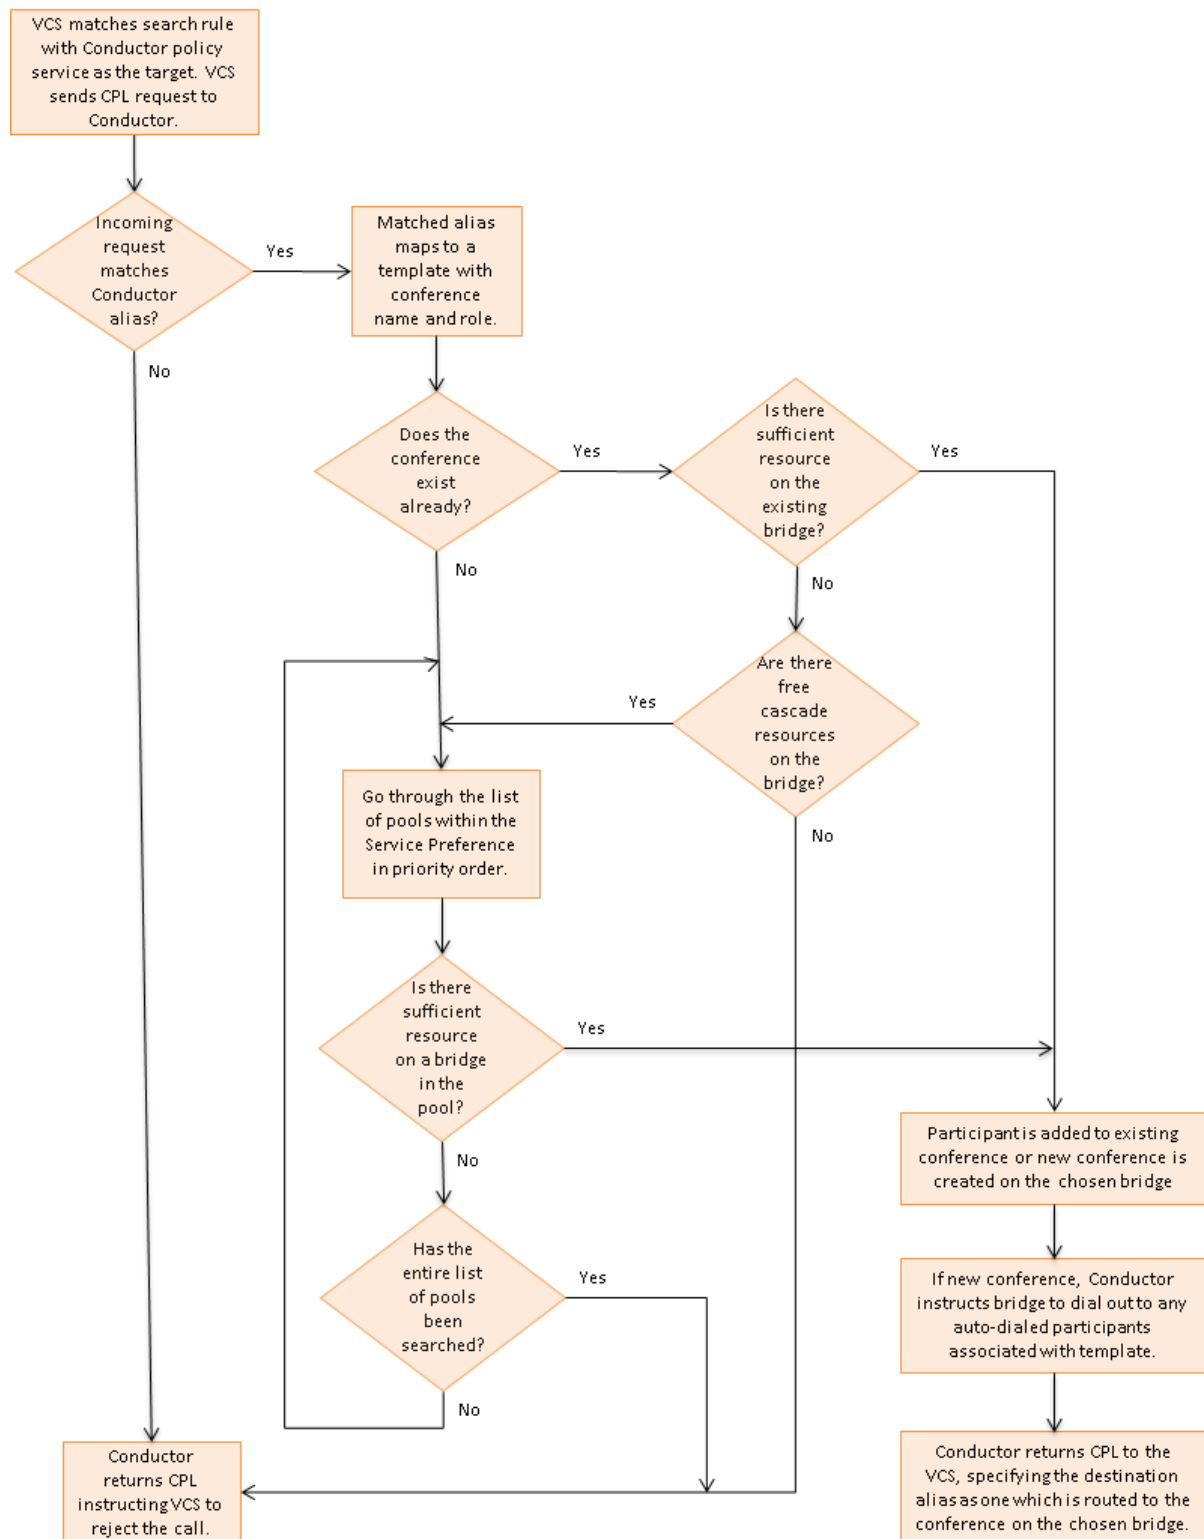 VCS matches search rule
with Conductor policy
service as the target. VCS
sends CPL request to
Conductor.
Incoming
request
matches
Conductor
alias?
Yes
Matched alias
maps to a
template with
conference
name and role.
No
Does the
conference
exist
already?
Yes
Is there
sufficient
resource
on the
existing
bridge?
Yes
No
No
Are there
free
cascade
resources
on the
bridge?
Yes
No
Go through the list
of pools within the
Service Preference
in priority order.
Is there
sufficient
resource
on a bridge
in the
pool?
Yes
No
Participant is added to existing
conference or new conference is
created on the chosen bridge
Has the
entire list
of pools
been
searched?
Yes
No
If new conference, Conductor
instructs bridge to dial out to any
auto-dialed participants
associated with template.
Conductor
returns CPL
instructing VCS to
reject the call.
Conductor returns CPL to the
VCS, specifying the destination
alias as one which is routed to the
conference on the chosen bridge.